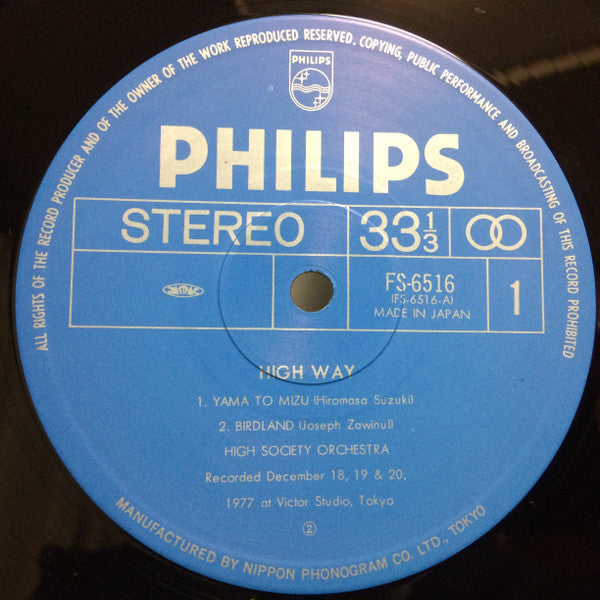 ALL RIGHTS OF THE RECORD PRODUCER AND OF THE OWNER OF THE WORK REPRODUCED RESERVED. COPYING, PUBLIC PERFORMANCE AND BROADCASTING OF THIS RECORD PROHIBITED
PHILIPS
PHILIPS
STEREO
33 1/3
FS-6516
(FS-6516-A)
MADE IN JAPAN
1
HIGH WAY
1. YAMA TO MIZU (Hiromasa Suzuki)
2. BIRDLAND (Joseph Zawinul)
HIGH SOCIETY ORCHESTRA
Recorded December 18, 19 & 20,
1977 at Victor Studio, Tokyo
②
MANUFACTURED BY NIPPON PHONOGRAM CO. LTD., TOKYO